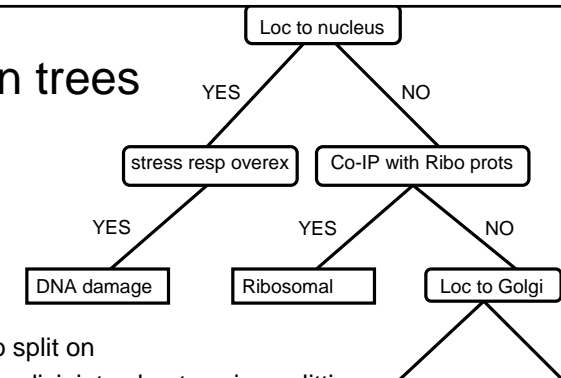 Loc to nucleus
n trees
YES
NO
stress resp overex
Co-IP with Ribo prots
YES
YES
NO
DNA damage
Ribosomal
Loc to Golgi
split on